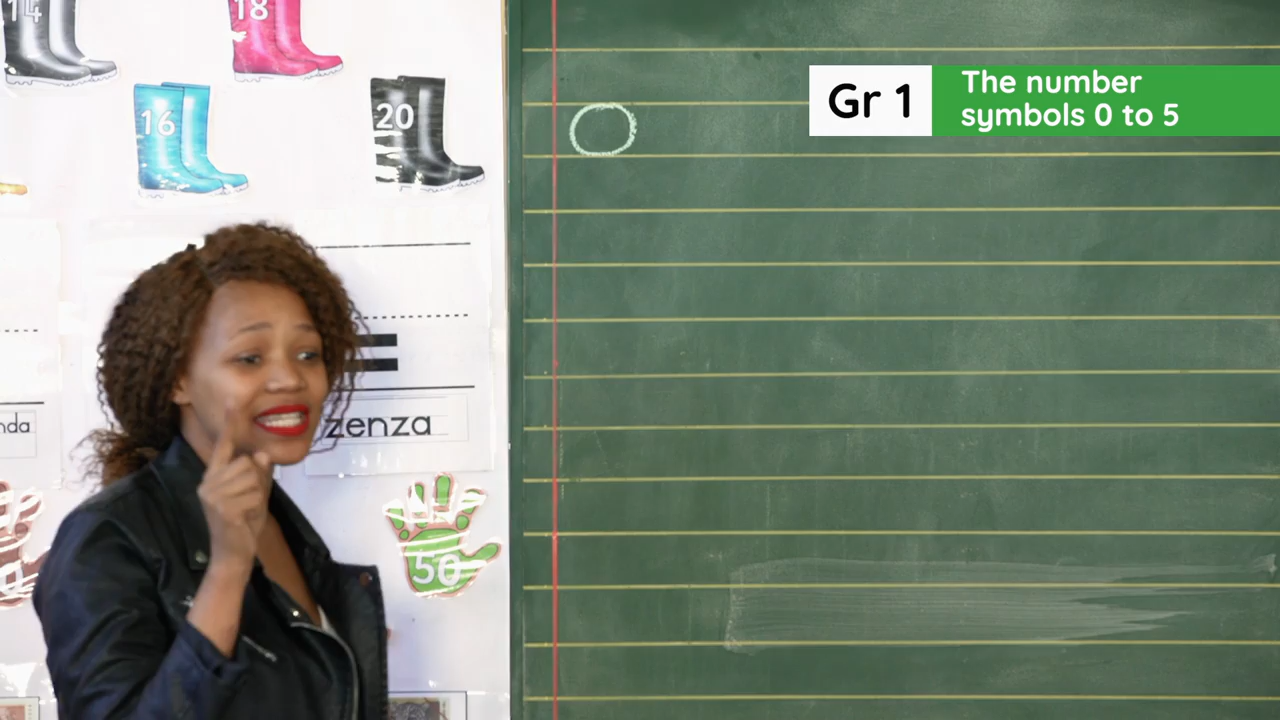 14
18
16
20
Gr 1
The number
symbols 0 to 5
0
=
zenza
nda
50